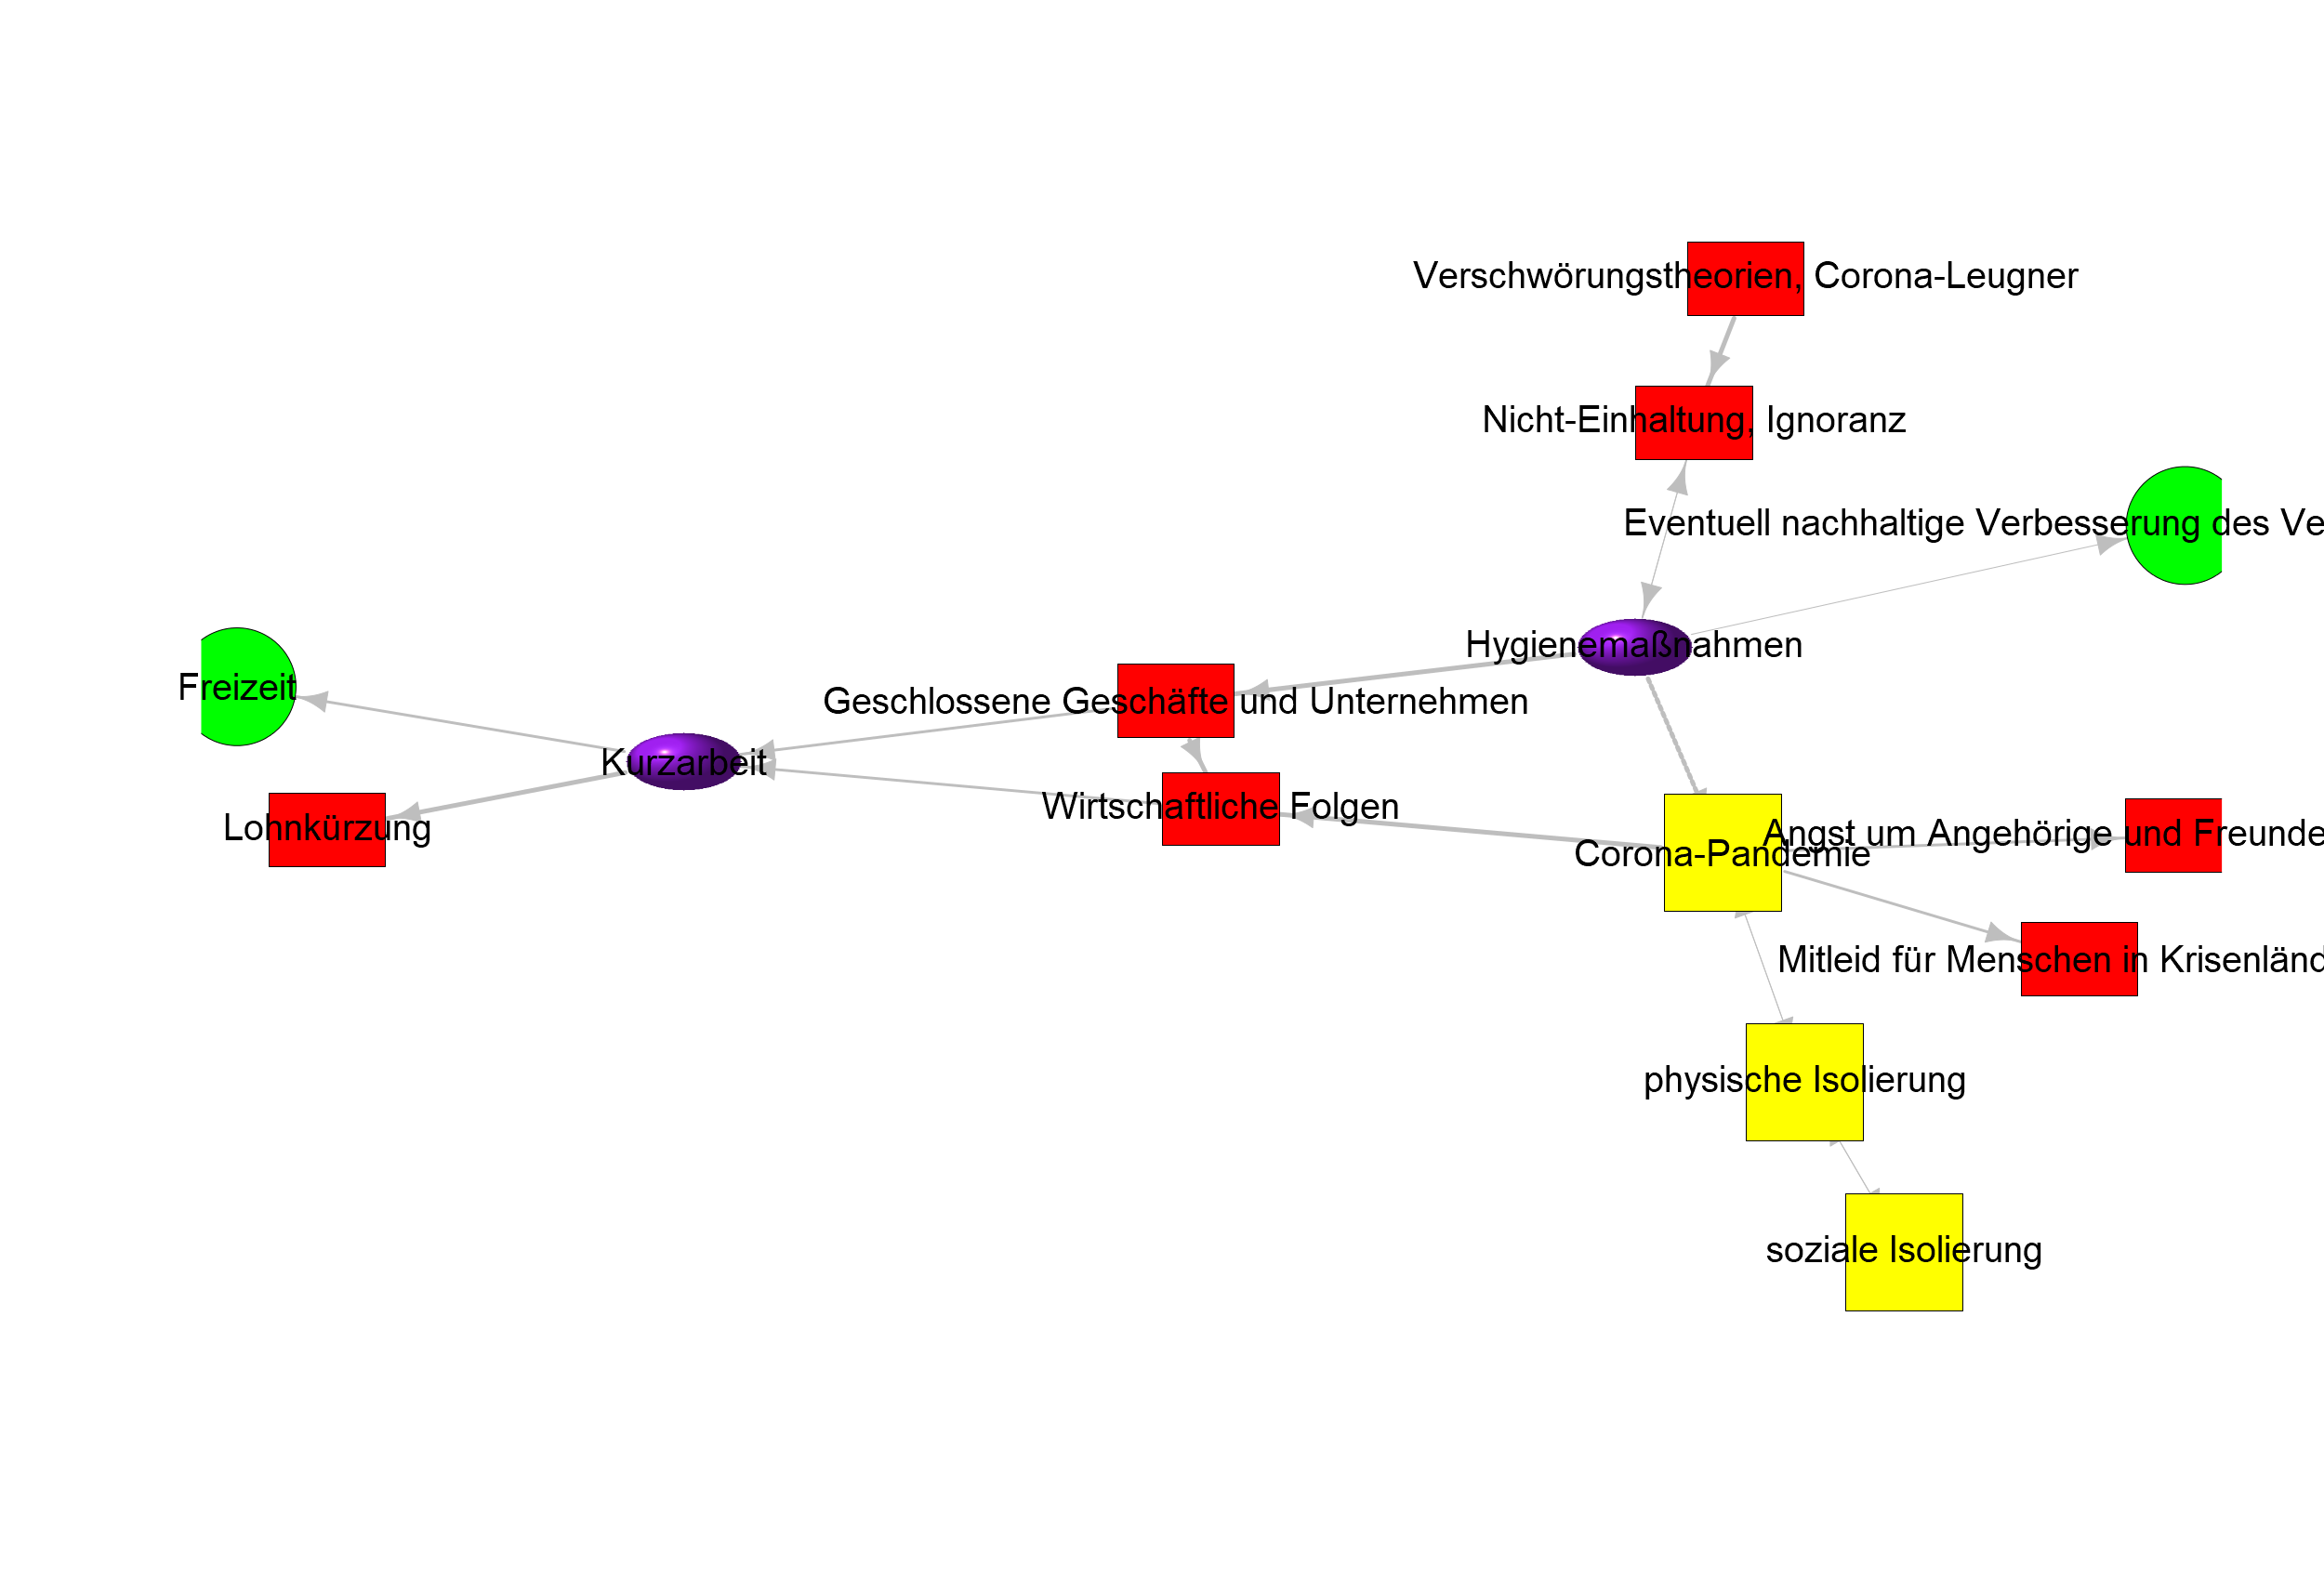 Verschwörungstheorien, Corona-Leugner
Nicht-Einhaltung, Ignoranz
Eventuell nachhaltige Verbesserung des Ve
Hygienemaßnahmen
Freizeit
Geschlossene Geschäfte und Unternehmen
Kurzarbeit
Wirtschaftliche Folgen
Lohnkürzung
Angst um Angehörige und Freunde
Corona-Pandemie
Mitleid für Menschen in Krisenländ
physische Isolierung
soziale Isolierung